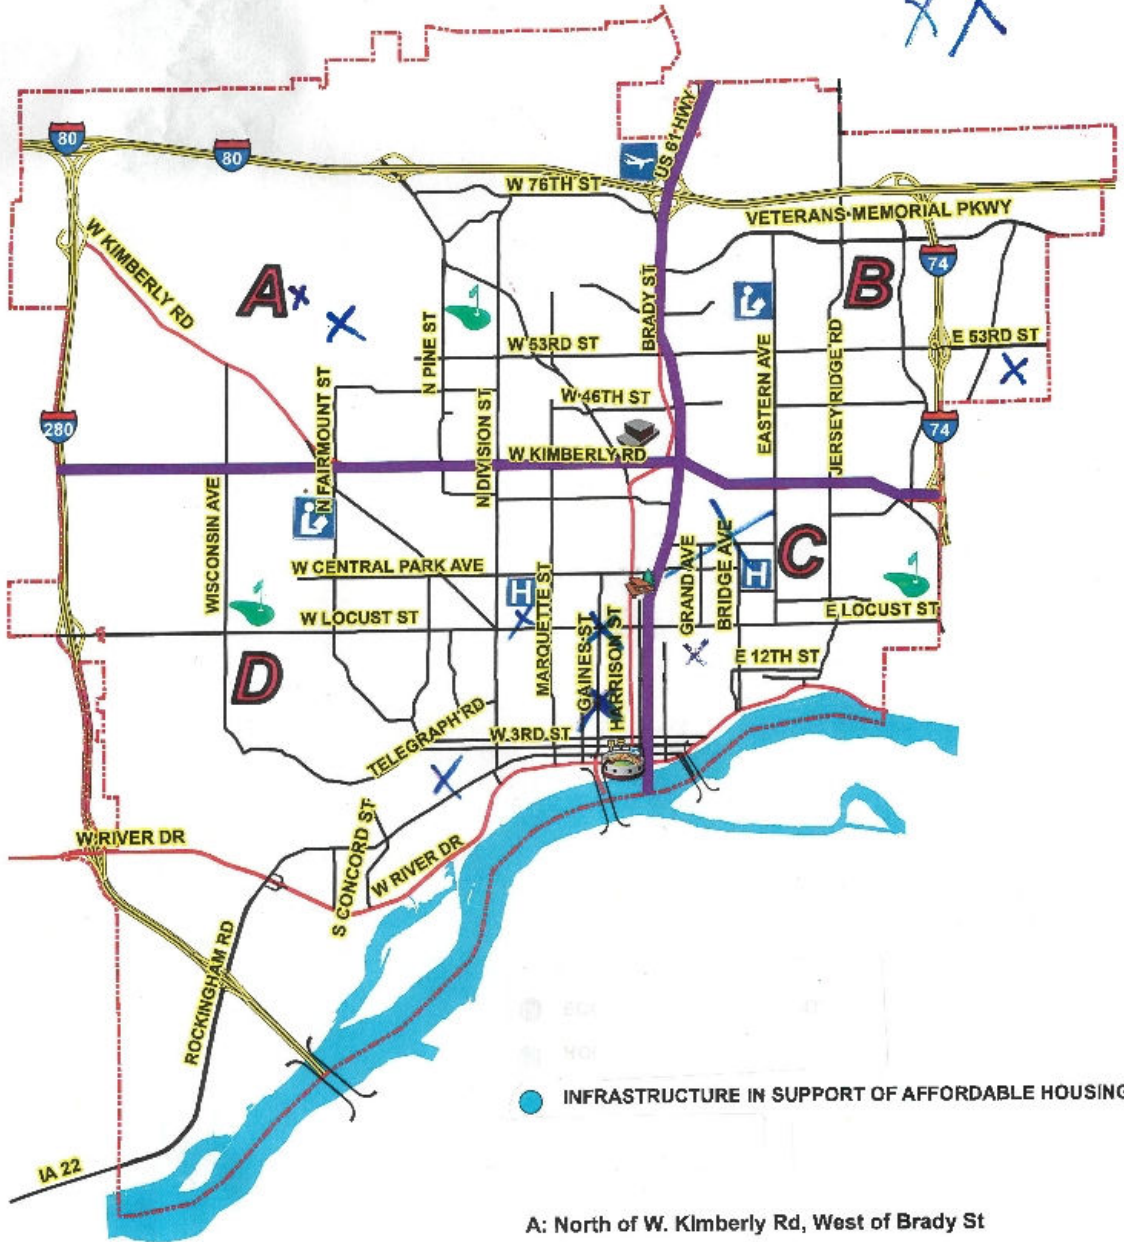 80
80
US 61 HWY
W 76TH ST
VETERANS MEMORIAL PKWY
W KIMBERLY RD
A
B
74
BRADY ST
N PINE ST
W 53RD ST
E 53RD ST
EASTERN AVE
JERSEY RIDGE RD
N FAIRMOUNT ST
W 46TH ST
280
N DIVISION ST
W KIMBERLY RD
74
WISCONSIN AVE
W CENTRAL PARK AVE
H
MARQUETTE ST
GRAND AVE
BRIDGE AVE
H
C
W LOCUST ST
GAINES ST
HARRISON ST
E LOCUST ST
D
E 12TH ST
TELEGRAPH RD
W 3RD ST
W RIVER DR
S CONCORD ST
W RIVER DR
ROCKINGHAM RD
INFRASTRUCTURE IN SUPPORT OF AFFORDABLE HOUSING
IA 22
A: North of W. Kimberly Rd, West of Brady St